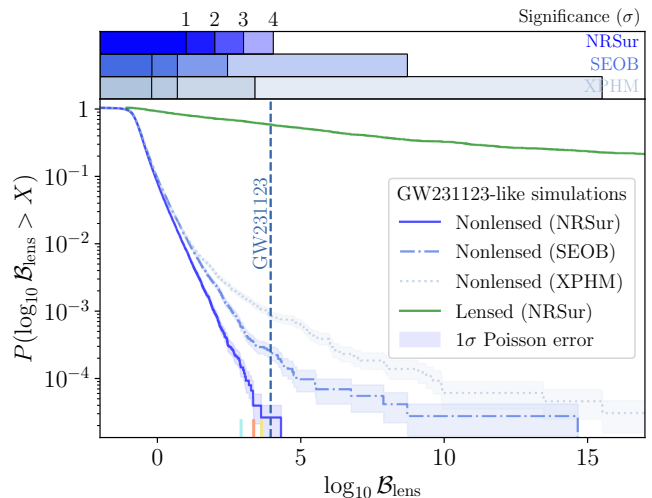 Significance (σ)
1 2 3 4
NRSur
SEOB
XPHM
1
10⁻¹
10⁻²
10⁻³
10⁻⁴
P(log₁₀ 𝓑lens > X)
GW231123
GW231123-like simulations
Nonlensed (NRSur)
Nonlensed (SEOB)
Nonlensed (XPHM)
Lensed (NRSur)
1σ Poisson error
0 5 10 15
log₁₀ 𝓑lens